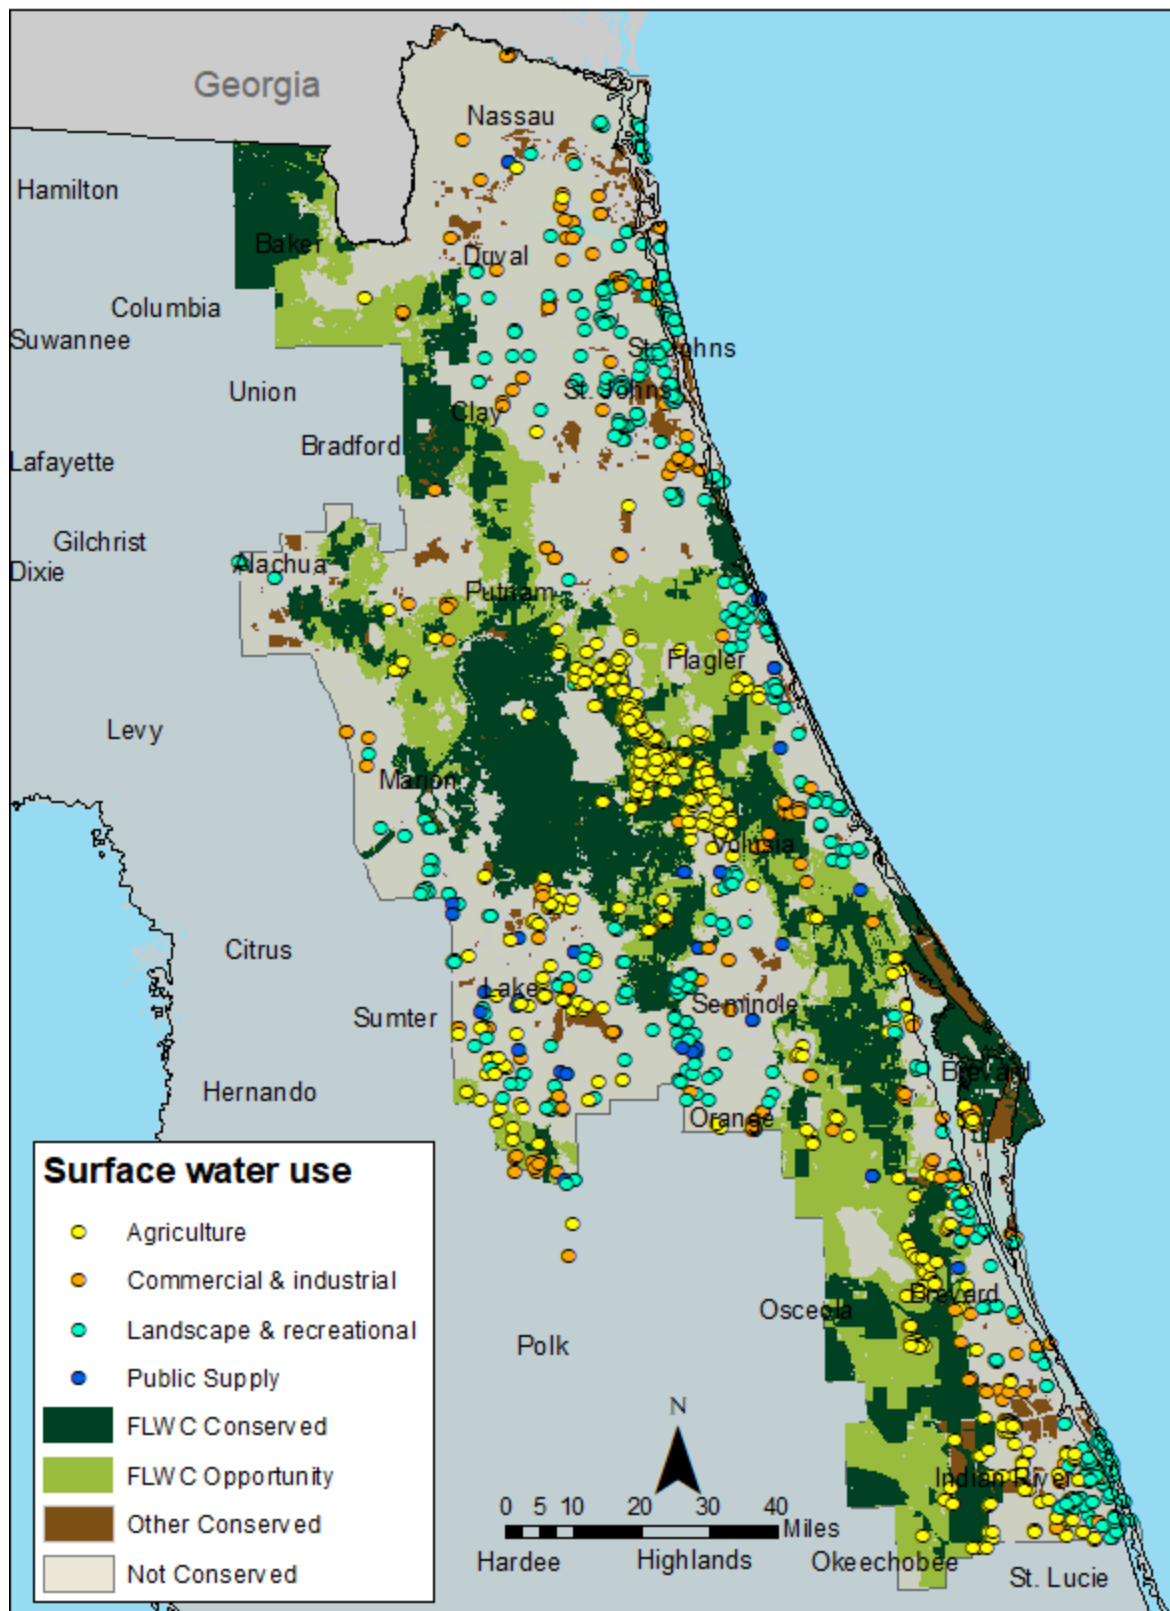 Georgia
Nassau
Hamilton
Baker
Duval
Columbia
Suwannee
St. Johns
Union
St. Johns
Clay
Bradford
Lafayette
Gilchrist
Alachua
Dixie
Putnam
Flagler
Levy
Marion
Volusia
Citrus
Lake
Seminole
Sumter
Brevard
Hernando
Orange
Surface water use
Agriculture
Commercial & industrial
Landscape & recreational
Public Supply
FLWC Conserved
FLWC Opportunity
Other Conserved
Not Conserved
Brevard
Osceola
Polk
N
Indian River
0 5 10 20 30 40
Miles
Hardee
Highlands
Okeechobee
St. Lucie